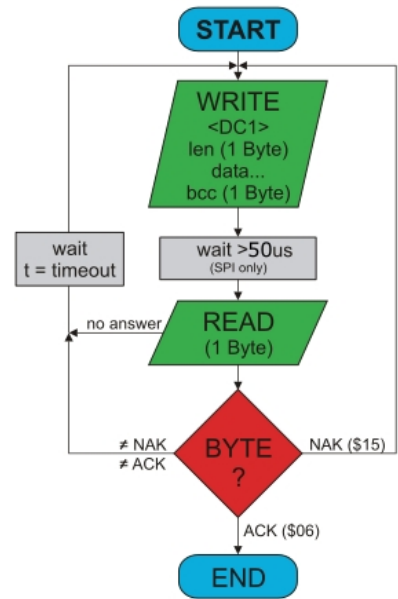 START
WRITE
<DC1>
len (1 Byte)
data...
bcc (1 Byte)
wait
t = timeout
wait >50us
(SPI only)
no answer
READ
(1 Byte)
≠ NAK
≠ ACK
BYTE
?
NAK ($15)
ACK ($06)
END